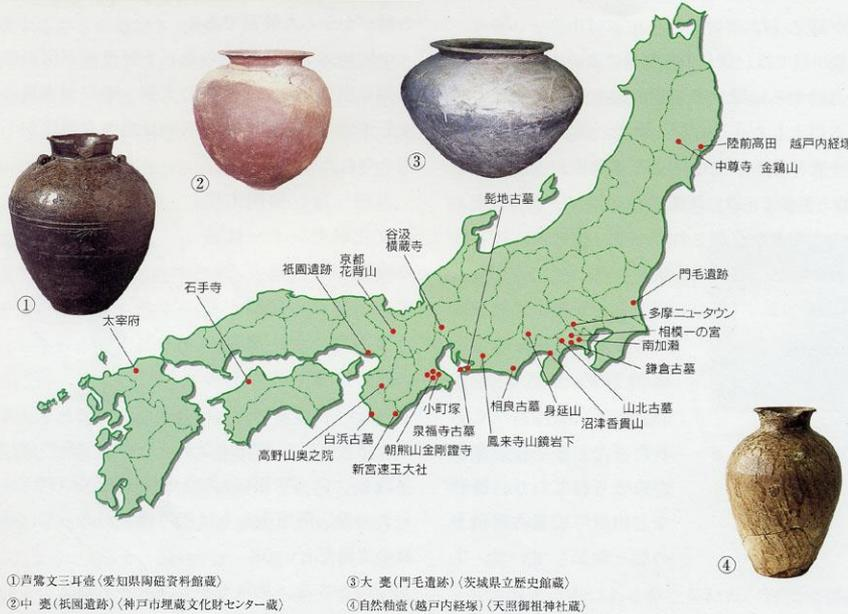 ②
③
陸前高田 越戸内経塚
中尊寺 金鶏山
髭地古墓
谷汲
横蔵寺
京都
花背山
祇園遺跡
石手寺
①
太宰府
門毛遺跡
多摩ニュータウン
相模一の宮
南加瀬
鎌倉古墓
山北古墓
沼津香貫山
身延山
相良古墓
鳳来寺山鏡岩下
小町塚
泉福寺古墓
朝熊山金剛證寺
新宮速玉大社
白浜古墓
高野山奥之院
④
①芦鷺文三耳壺〈愛知県陶磁資料館蔵〉
③大 甕(門毛遺跡)〈茨城県立歴史館蔵〉
②中 甕(祇園遺跡)〈神戸市埋蔵文化財センター蔵〉
④自然釉壺(越戸内経塚)〈天照御祖神社蔵〉